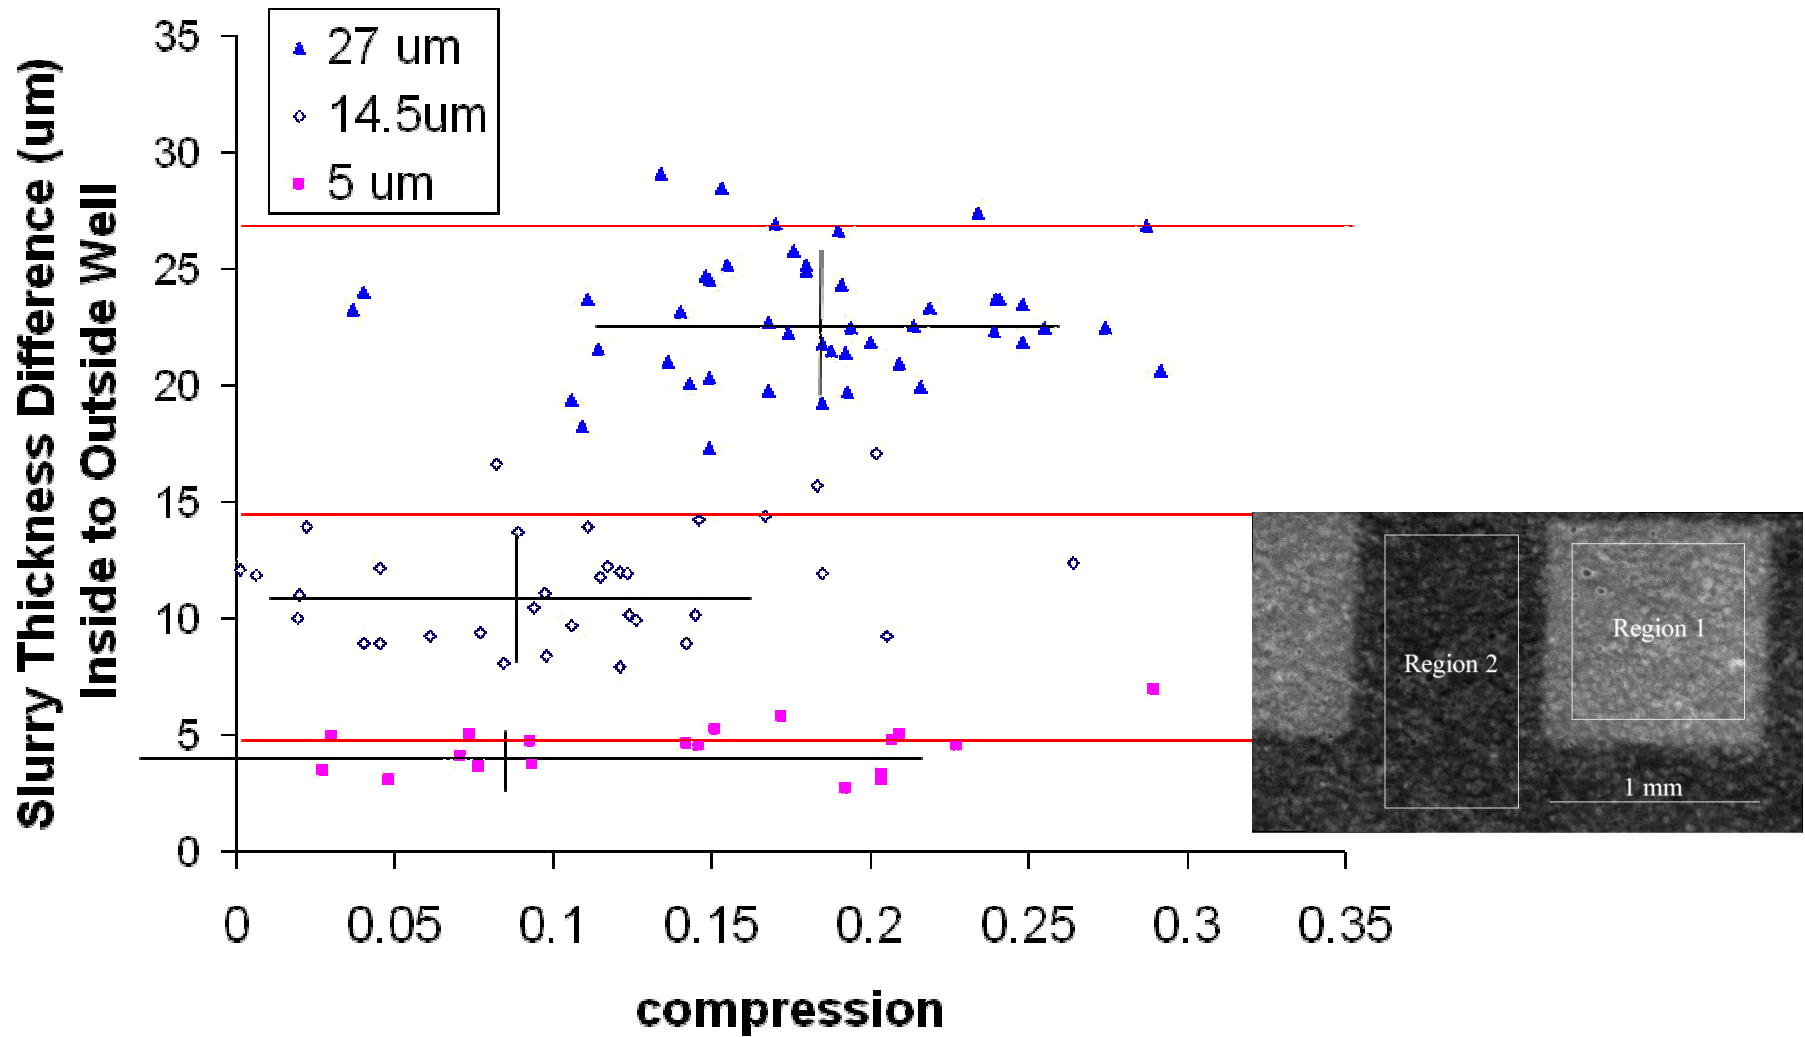 27 um
14.5um
5 um
Slurry Thickness Difference (um)
Inside to Outside Well
35
30
25
20
15
10
5
0
0 0.05 0.1 0.15 0.2 0.25 0.3 0.35
compression
Region 1
Region 2
1 mm